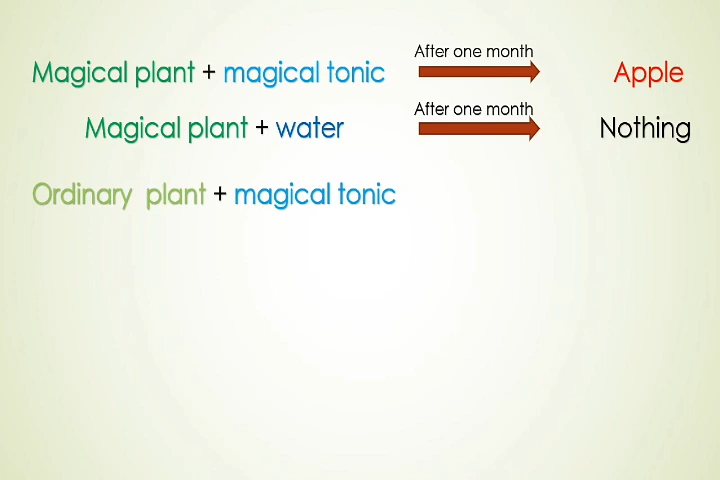 After one month
Magical plant + magical tonic Apple
After one month
Magical plant + water Nothing
Ordinary plant + magical tonic